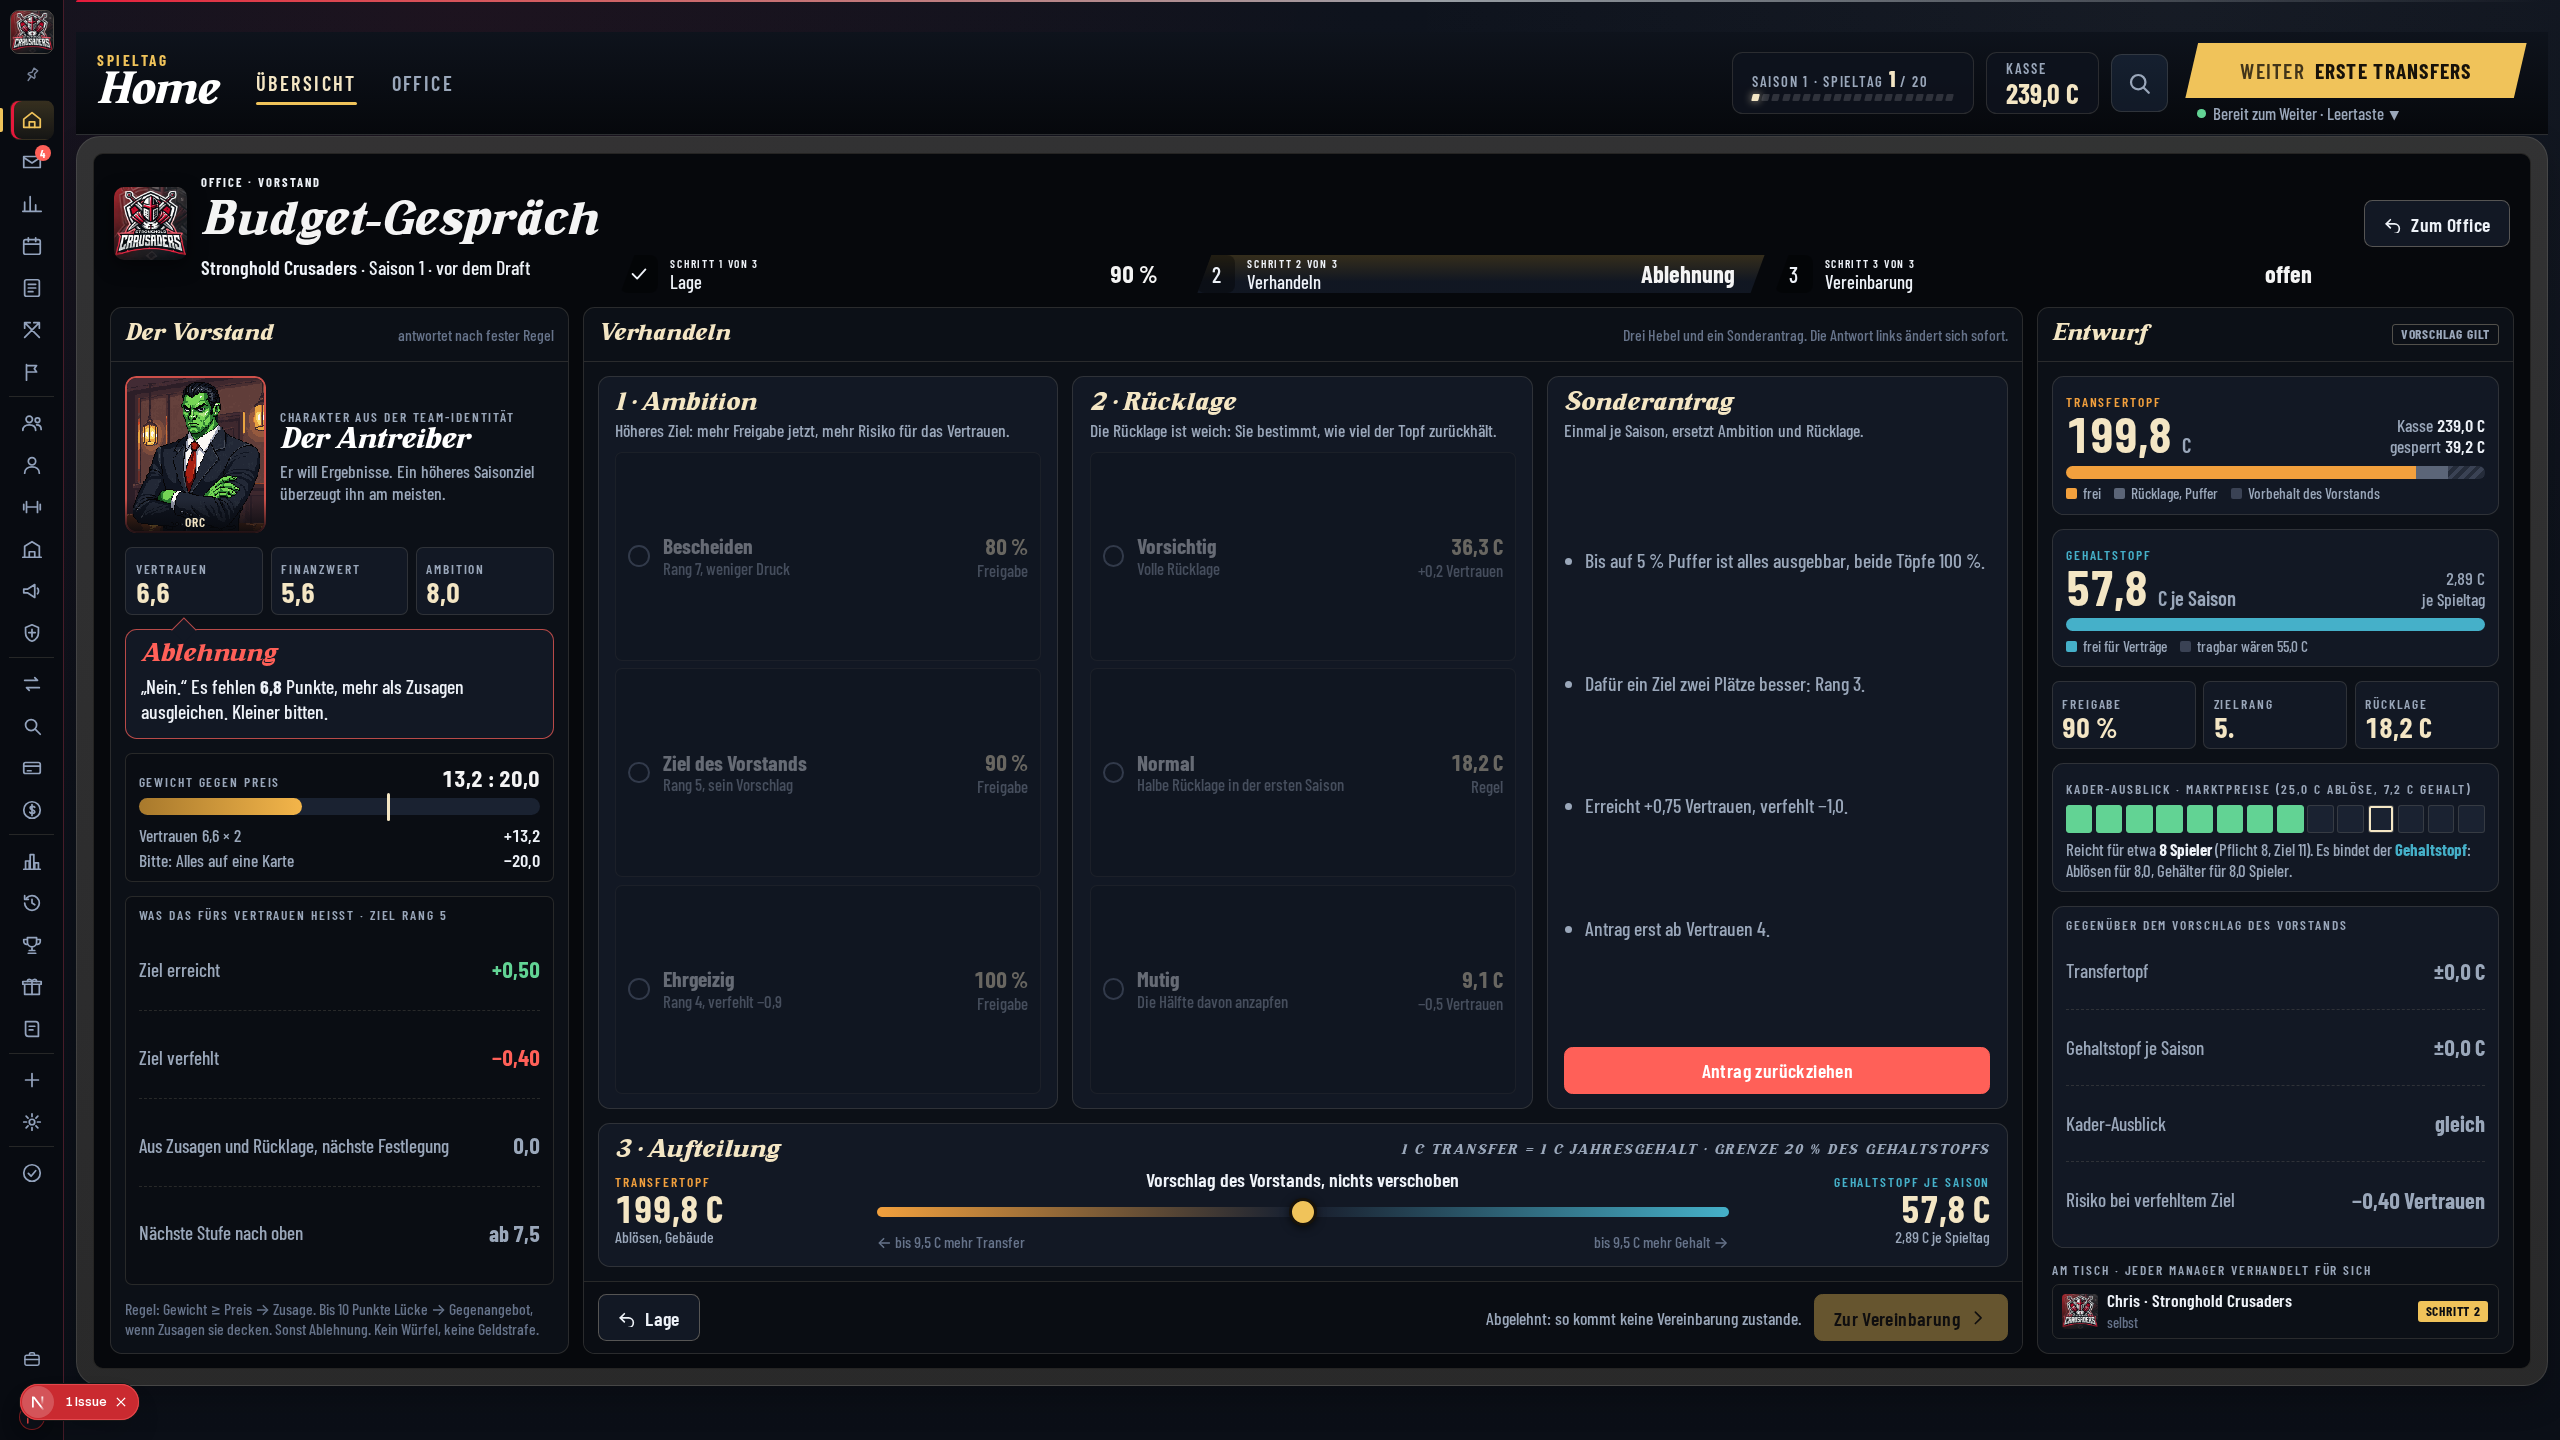 SPIELTAG
Home
ÜBERSICHT
OFFICE
SAISON 1 · SPIELTAG 1 / 20
KASSE
239,0 C
WEITER ERSTE TRANSFERS
Bereit zum Weiter · Leertaste ▼
4
OFFICE · VORSTAND
Budget-Gespräch
Stronghold Crusaders · Saison 1 · vor dem Draft
Zum Office
SCHRITT 1 VON 3
Lage
90 %
2
SCHRITT 2 VON 3
Verhandeln
Ablehnung
3
SCHRITT 3 VON 3
Vereinbarung
offen
Der Vorstand
antwortet nach fester Regel
ORC
CHARAKTER AUS DER TEAM-IDENTITÄT
Der Antreiber
Er will Ergebnisse. Ein höheres Saisonziel
überzeugt ihn am meisten.
VERTRAUEN
6,6
FINANZWERT
5,6
AMBITION
8,0
Ablehnung
„Nein.“ Es fehlen 6,8 Punkte, mehr als Zusagen
ausgleichen. Kleiner bitten.
GEWICHT GEGEN PREIS
13,2 : 20,0
Vertrauen 6,6 × 2
+13,2
Bitte: Alles auf eine Karte
−20,0
WAS DAS FÜRS VERTRAUEN HEISST · ZIEL RANG 5
Ziel erreicht
+0,50
Ziel verfehlt
−0,40
Aus Zusagen und Rücklage, nächste Festlegung
0,0
Nächste Stufe nach oben
ab 7,5
Regel: Gewicht ≥ Preis → Zusage. Bis 10 Punkte Lücke → Gegenangebot,
wenn Zusagen sie decken. Sonst Ablehnung. Kein Würfel, keine Geldstrafe.
Verhandeln
Drei Hebel und ein Sonderantrag. Die Antwort links ändert sich sofort.
1 · Ambition
Höheres Ziel: mehr Freigabe jetzt, mehr Risiko für das Vertrauen.
Bescheiden
Rang 7, weniger Druck
80 %
Freigabe
Ziel des Vorstands
Rang 5, sein Vorschlag
90 %
Freigabe
Ehrgeizig
Rang 4, verfehlt −0,9
100 %
Freigabe
2 · Rücklage
Die Rücklage ist weich: Sie bestimmt, wie viel der Topf zurückhält.
Vorsichtig
Volle Rücklage
36,3 C
+0,2 Vertrauen
Normal
Halbe Rücklage in der ersten Saison
18,2 C
Regel
Mutig
Die Hälfte davon anzapfen
9,1 C
−0,5 Vertrauen
Sonderantrag
Einmal je Saison, ersetzt Ambition und Rücklage.
• Bis auf 5 % Puffer ist alles ausgebbar, beide Töpfe 100 %.
• Dafür ein Ziel zwei Plätze besser: Rang 3.
• Erreicht +0,75 Vertrauen, verfehlt −1,0.
• Antrag erst ab Vertrauen 4.
Antrag zurückziehen
3 · Aufteilung
1 C TRANSFER = 1 C JAHRESGEHALT · GRENZE 20 % DES GEHALTSTOPFS
TRANSFERTOPF
199,8 C
Ablösen, Gebäude
Vorschlag des Vorstands, nichts verschoben
← bis 9,5 C mehr Transfer
bis 9,5 C mehr Gehalt →
GEHALTSTOPF JE SAISON
57,8 C
2,89 C je Spieltag
Lage
Abgelehnt: so kommt keine Vereinbarung zustande.
Zur Vereinbarung
Entwurf
VORSCHLAG GILT
TRANSFERTOPF
199,8 C
Kasse 239,0 C
gesperrt 39,2 C
frei
Rücklage, Puffer
Vorbehalt des Vorstands
GEHALTSTOPF
57,8 C je Saison
2,89 C
je Spieltag
frei für Verträge
tragbar wären 55,0 C
FREIGABE
90 %
ZIELRANG
5.
RÜCKLAGE
18,2 C
KADER-AUSBLICK · MARKTPREISE (25,0 C ABLÖSE, 7,2 C GEHALT)
Reicht für etwa 8 Spieler (Pflicht 8, Ziel 11). Es bindet der Gehaltstopf:
Ablösen für 8,0, Gehälter für 8,0 Spieler.
GEGENÜBER DEM VORSCHLAG DES VORSTANDS
Transfertopf
±0,0 C
Gehaltstopf je Saison
±0,0 C
Kader-Ausblick
gleich
Risiko bei verfehltem Ziel
−0,40 Vertrauen
AM TISCH · JEDER MANAGER VERHANDELT FÜR SICH
Chris · Stronghold Crusaders
selbst
SCHRITT 2
N
1 Issue
STRONGHOLD
CRUSADERS